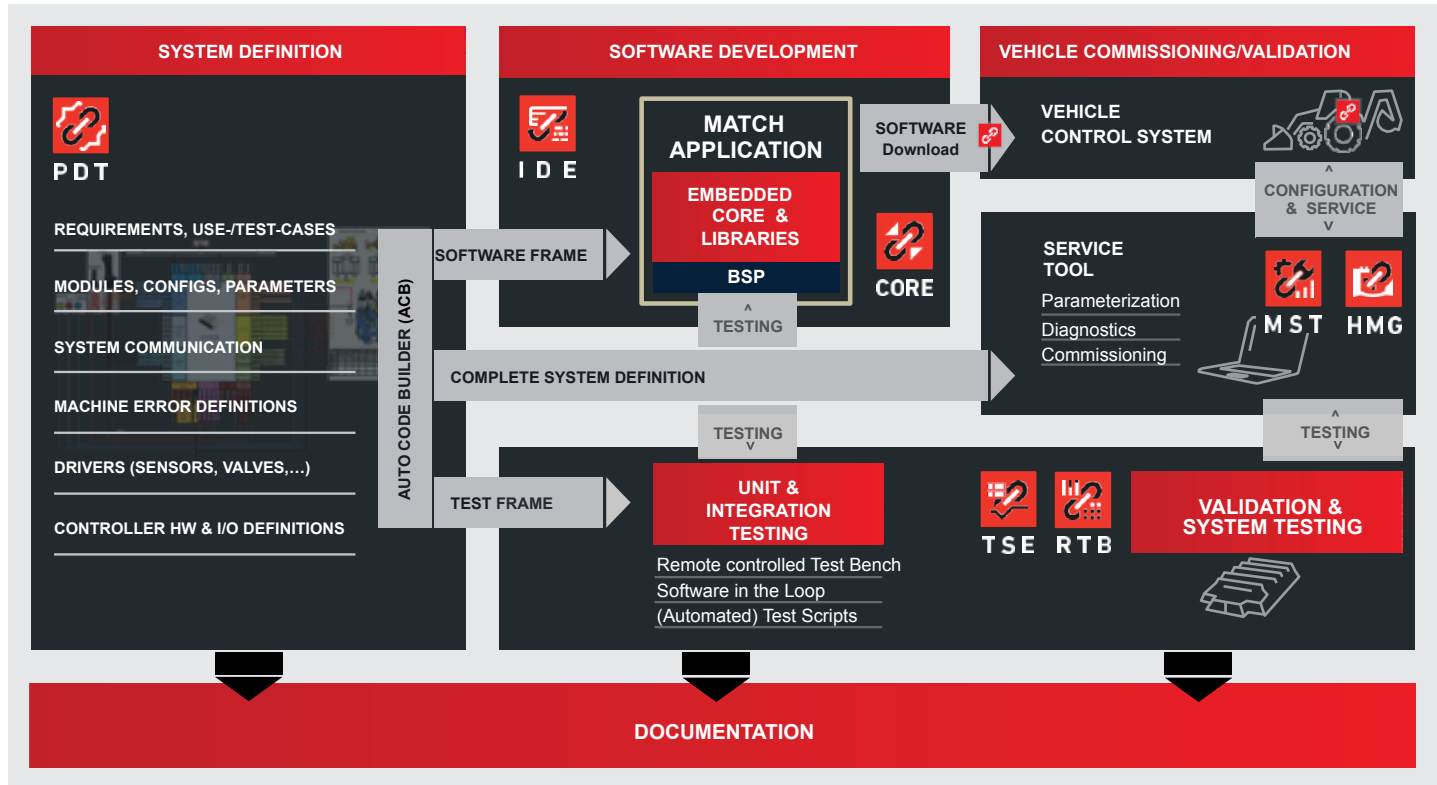 SYSTEM DEFINITION
PDT
REQUIREMENTS, USE-/TEST-CASES
MODULES, CONFIGS, PARAMETERS
SYSTEM COMMUNICATION
MACHINE ERROR DEFINITIONS
DRIVERS (SENSORS, VALVES,...)
CONTROLLER HW & I/O DEFINITIONS
AUTO CODE BUILDER (ACB)
SOFTWARE FRAME
COMPLETE SYSTEM DEFINITION
TEST FRAME
SOFTWARE DEVELOPMENT
IDE
MATCH
APPLICATION
EMBEDDED
CORE &
LIBRARIES
BSP
CORE
SOFTWARE
Download
^
TESTING
TESTING
v
UNIT &
INTEGRATION
TESTING
Remote controlled Test Bench
Software in the Loop
(Automated) Test Scripts
VEHICLE COMMISSIONING/VALIDATION
VEHICLE
CONTROL SYSTEM
^
CONFIGURATION
& SERVICE
v
SERVICE
TOOL
Parameterization
Diagnostics
Commissioning
MST
HMG
^
TESTING
v
TSE
RTB
VALIDATION &
SYSTEM TESTING
DOCUMENTATION